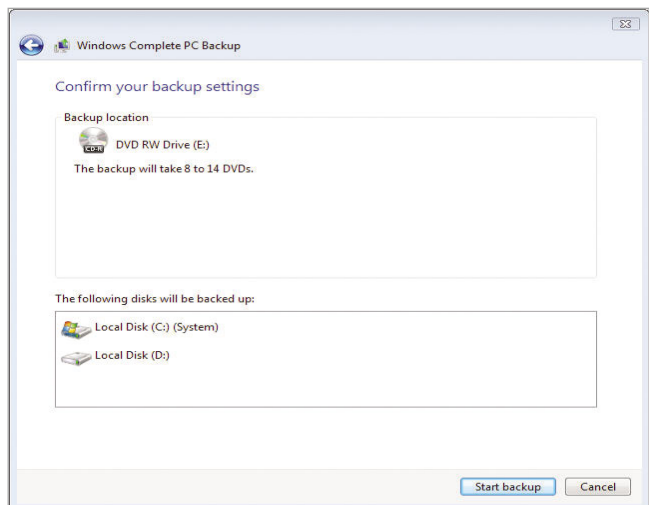 Windows Complete PC Backup
Confirm your backup settings
Backup location
CD-R
DVD RW Drive (E:)
The backup will take 8 to 14 DVDs.
The following disks will be backed up:
Local Disk (C:) (System)
Local Disk (D:)
Start backup Cancel